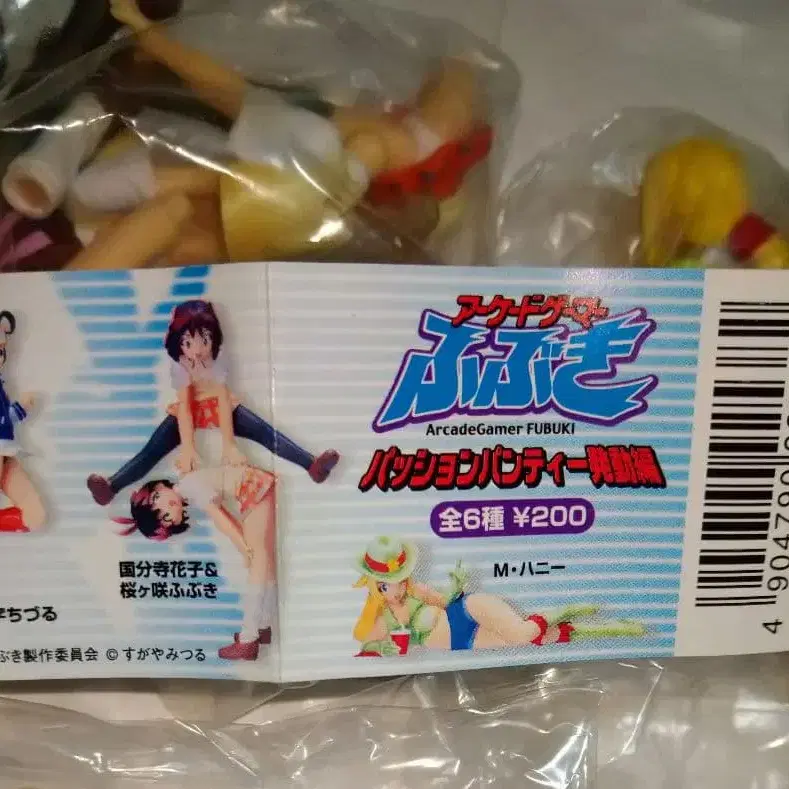 アーケードゲーマー
ふぶき
ArcadeGamer FUBUKI
パッションパンティー発動編
全6種 ¥200
M・ハニー
国分寺花子&
桜ヶ咲ふぶき
ちづる
ぶき製作委員会 © すがやみつる
4 904790